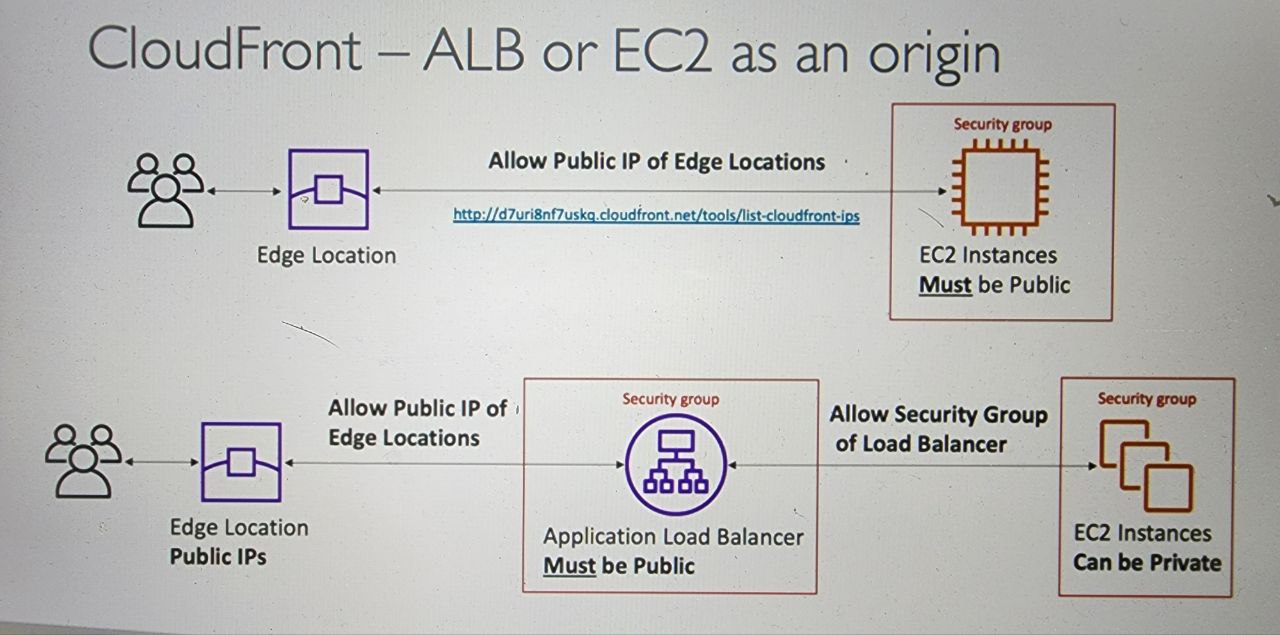 CloudFront – ALB or EC2 as an origin
Security group
Allow Public IP of Edge Locations
http://d7uri8nf7uskq.cloudfront.net/tools/list-cloudfront-ips
Edge Location
EC2 Instances
Must be Public
Allow Public IP of
Edge Locations
Security group
Allow Security Group
of Load Balancer
Security group
Edge Location
Public IPs
Application Load Balancer
Must be Public
EC2 Instances
Can be Private